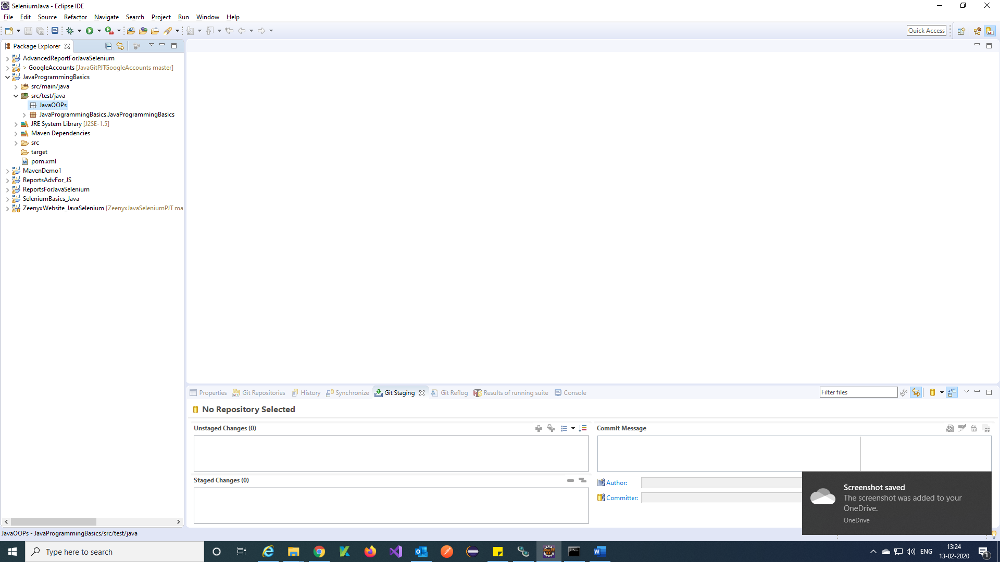 SeleniumJava - Eclipse IDE
File Edit Source Refactor Navigate Search Project Run Window Help
Quick Access
Package Explorer
AdvancedReportForJavaSelenium
> GoogleAccounts [JavaGitPJTGoogleAccounts master]
JavaProgrammingBasics
src/main/java
src/test/java
JavaOOPs
JavaProgrammingBasics.JavaProgrammingBasics
JRE System Library [J2SE-1.5]
Maven Dependencies
src
target
pom.xml
MavenDemo1
ReportsAdvFor_JS
ReportsForJavaSelenium
SeleniumBasics_Java
ZeenyxWebsite_JavaSelenium [ZeenyxJavaSeleniumPJT ma
Properties Git Repositories History Synchronize Git Staging Git Reflog Results of running suite Console
Filter files
No Repository Selected
Unstaged Changes (0)
Commit Message
Staged Changes (0)
Author:
Committer:
Screenshot saved
The screenshot was added to your
OneDrive.
OneDrive
JavaOOPs - JavaProgrammingBasics/src/test/java
Type here to search
ENG
13:24
13-02-2020
1